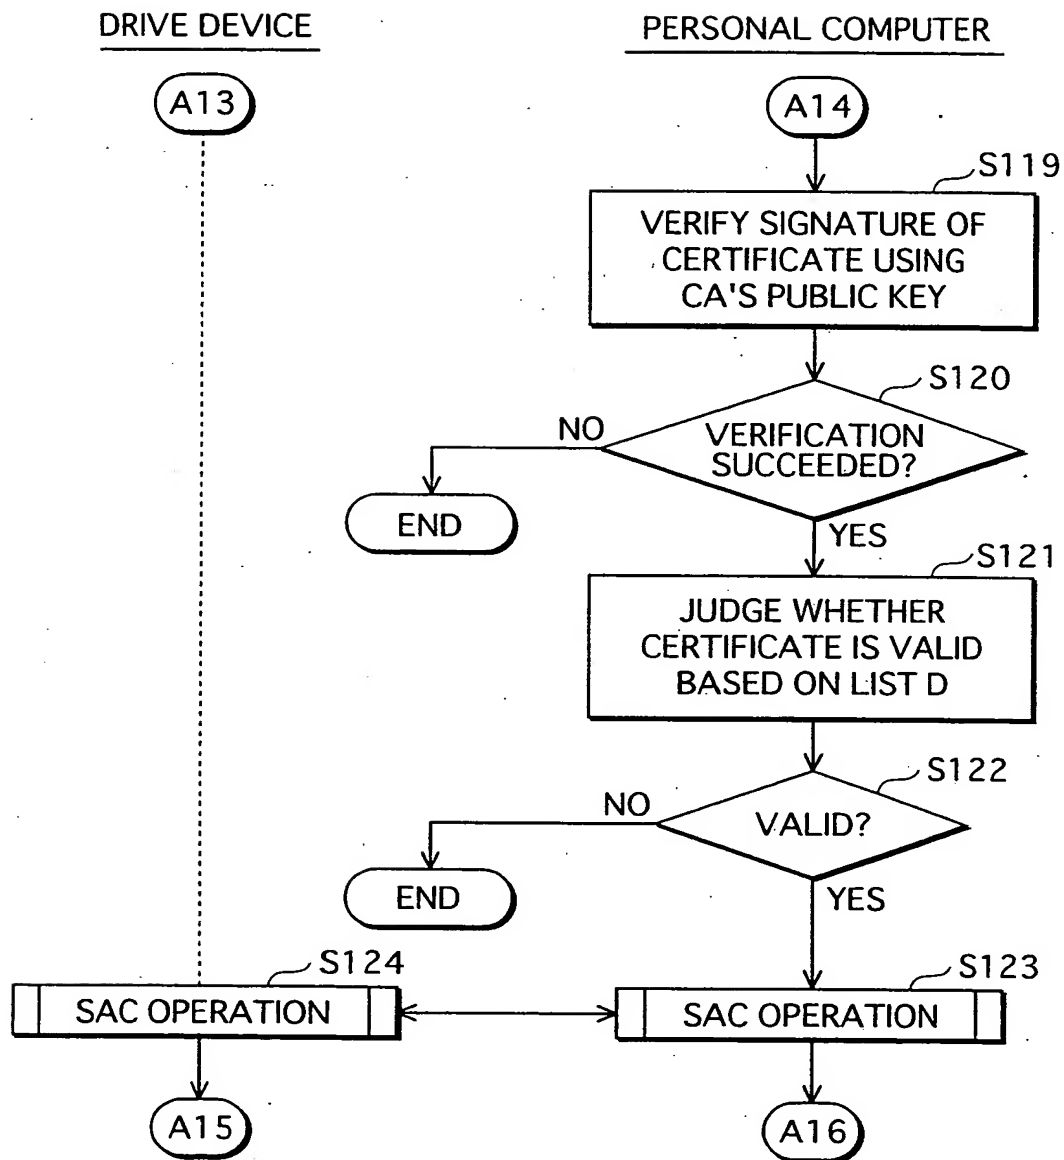 DRIVE DEVICE
PERSONAL COMPUTER
A13
A14
S119
VERIFY SIGNATURE OF
CERTIFICATE USING
CA'S PUBLIC KEY
S120
NO
VERIFICATION
SUCCEEDED?
END
YES
S121
JUDGE WHETHER
CERTIFICATE IS VALID
BASED ON LIST D
S122
NO
VALID?
END
YES
S124
S123
SAC OPERATION
SAC OPERATION
A15
A16